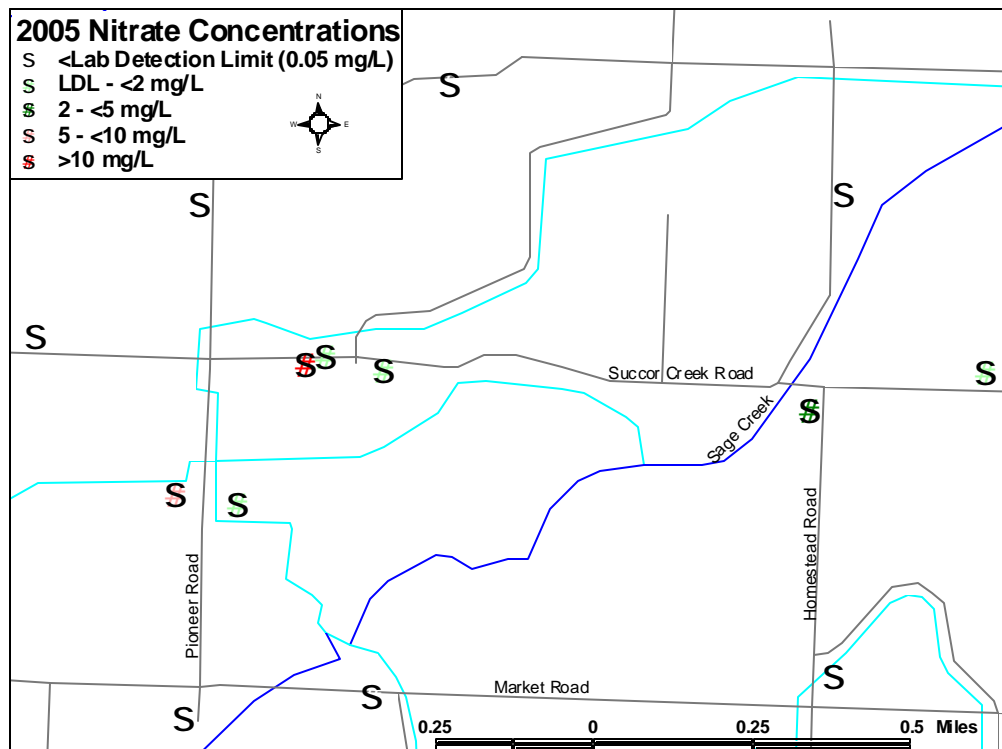 2005 Nitrate Concentrations
S <Lab Detection Limit (0.05 mg/L)
S LDL - <2 mg/L
S 2 - <5 mg/L
S 5 - <10 mg/L
S >10 mg/L
N
W E
S
S
S
S
S
S
S
S
Succor Creek Road
S
S
Sage Creek
S
S
Homestead Road
Pioneer Road
S
Market Road
S
S
0.25 0 0.25 0.5 Miles